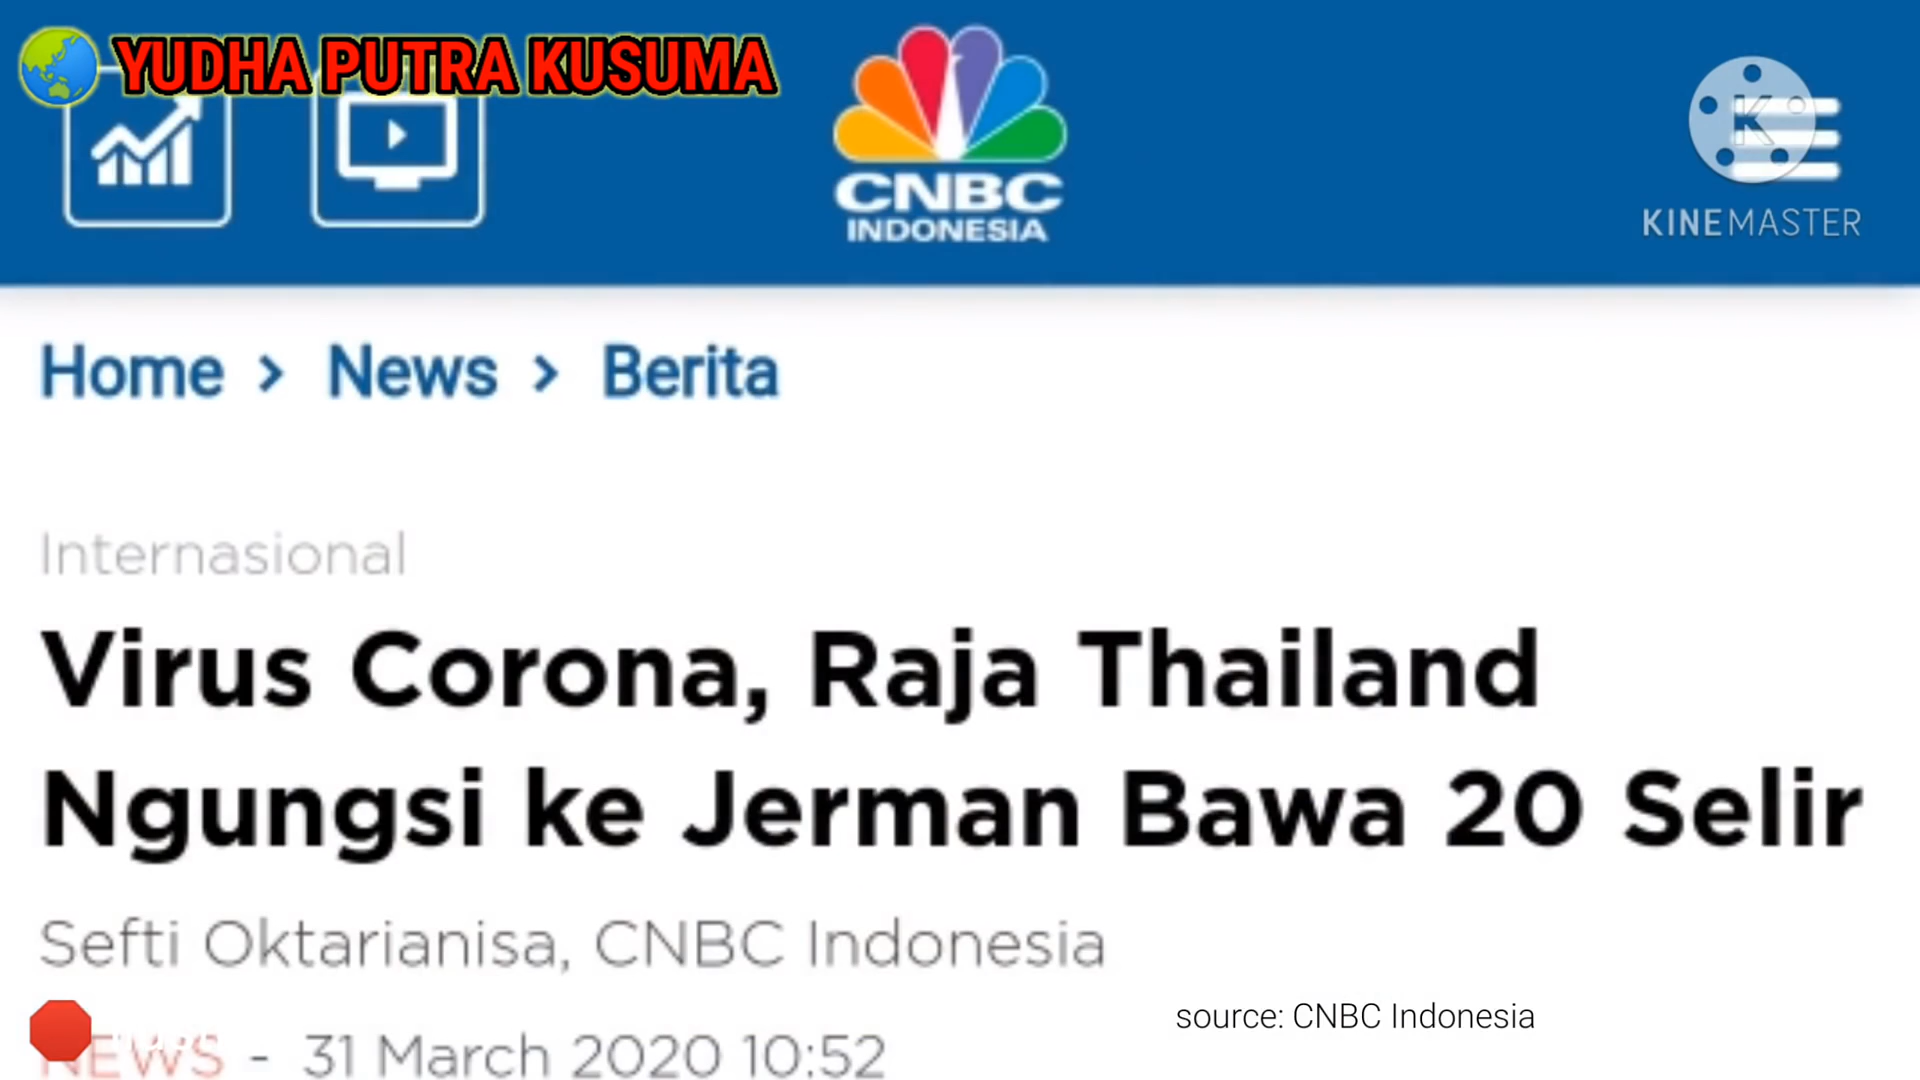 YUDHA PUTRA KUSUMA
CNBC
INDONESIA
K
KINEMASTER
Home > News > Berita
Internasional
Virus Corona, Raja Thailand
Ngungsi ke Jerman Bawa 20 Selir
Sefti Oktarianisa, CNBC Indonesia
source: CNBC Indonesia
NEWS - 31 March 2020 10:52